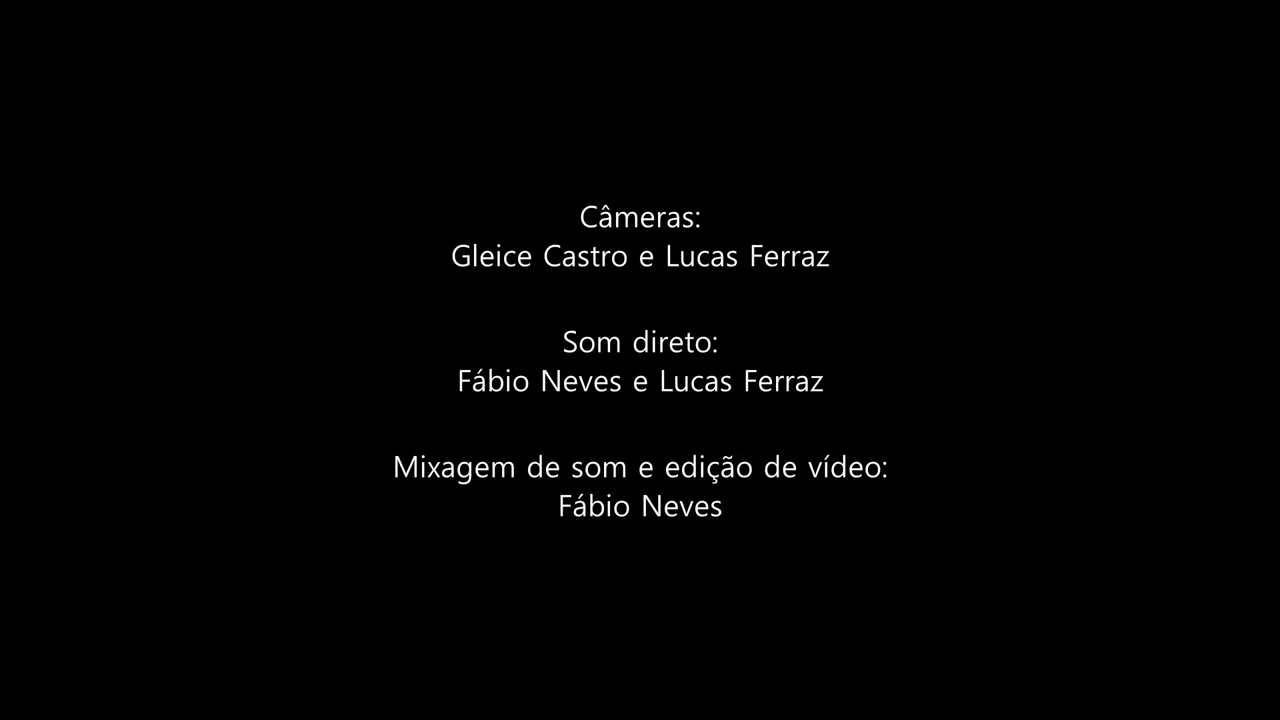 Câmeras:
Gleice Castro e Lucas Ferraz
Som direto:
Fábio Neves e Lucas Ferraz
Mixagem de som e edição de vídeo:
Fábio Neves